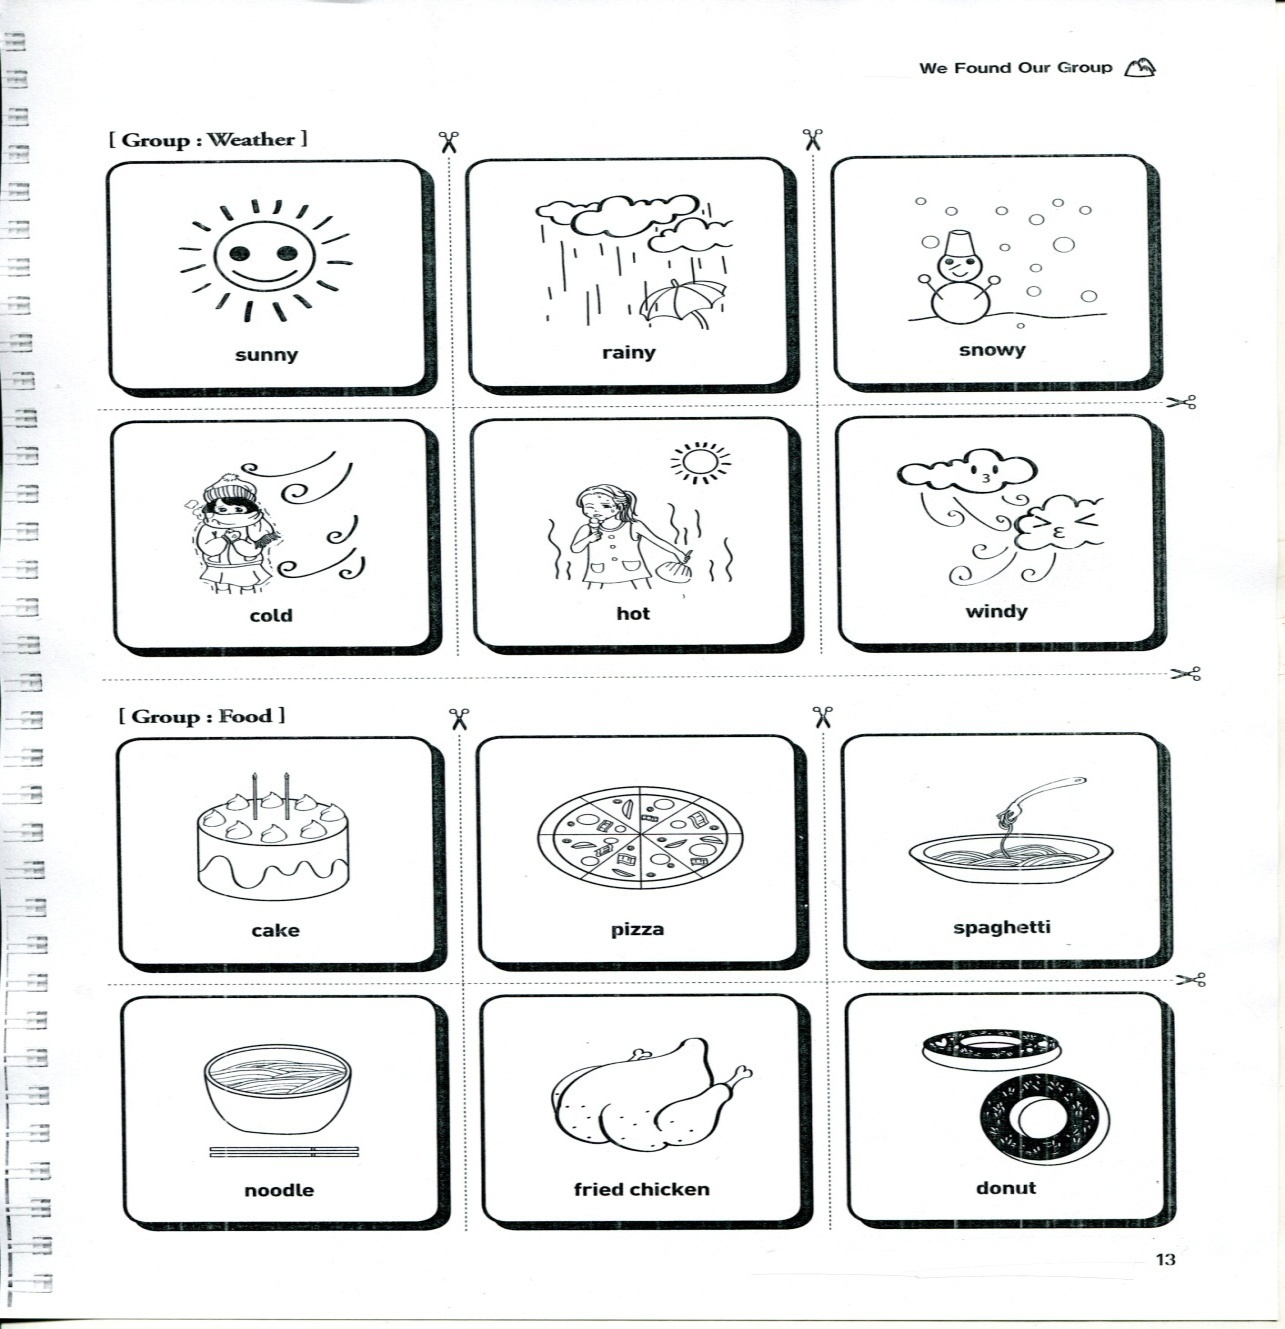 We Found Our Group
[ Group : Weather ]
sunny
rainy
snowy
cold
hot
windy
[ Group : Food ]
cake
pizza
spaghetti
noodle
fried chicken
donut
13